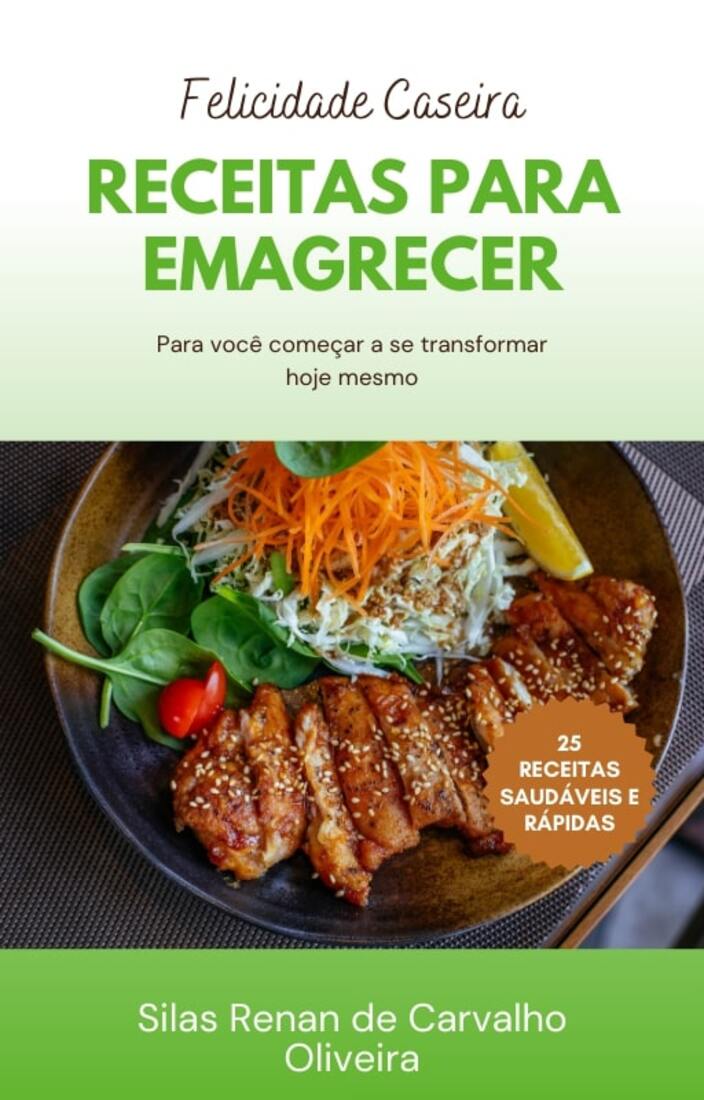 Felicidade Caseira
RECEITAS PARA
EMAGRECER
Para você começar a se transformar
hoje mesmo
25
RECEITAS
SAUDÁVEIS E
RÁPIDAS
Silas Renan de Carvalho
Oliveira